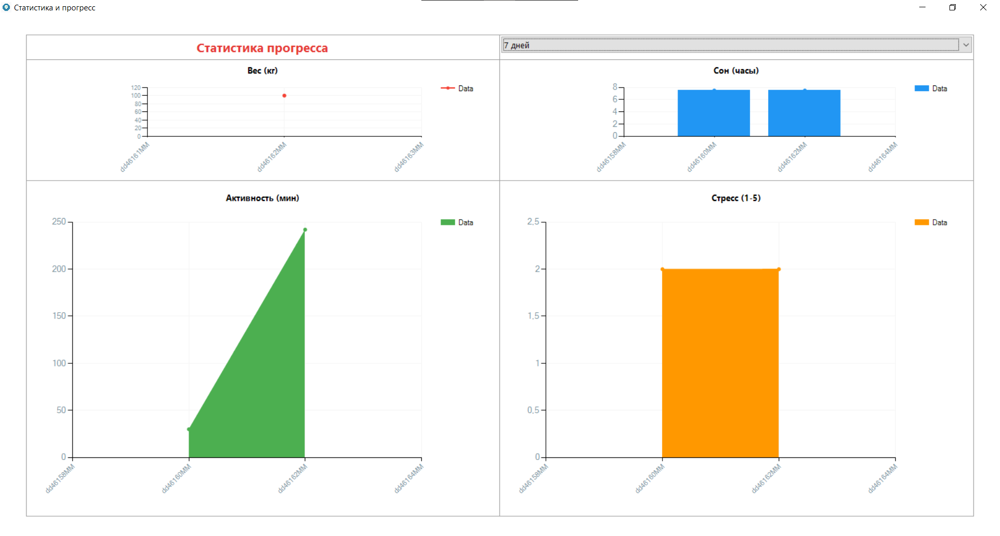 Статистика и прогресс
Статистика прогресса
7 дней
Вес (кг)
Data
120
100
80
60
40
20
0
dd46161MM
dd46162MM
dd46163MM
Сон (часы)
Data
8
6
4
2
0
dd46158MM
dd46160MM
dd46162MM
dd46164MM
Активность (мин)
Data
250
200
150
100
50
0
dd46158MM
dd46160MM
dd46162MM
dd46164MM
Стресс (1-5)
Data
2,5
2
1,5
1
0,5
0
dd46158MM
dd46160MM
dd46162MM
dd46164MM